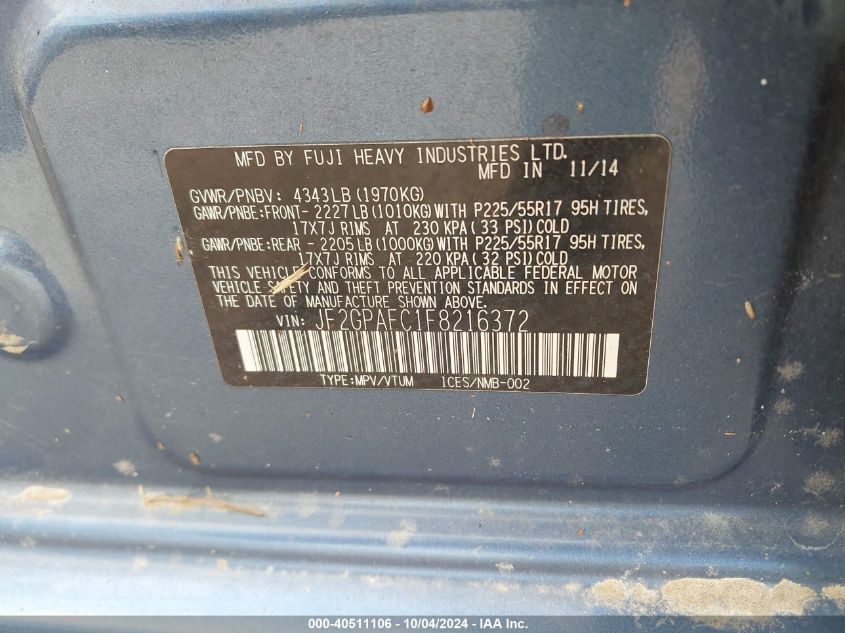 MFD BY FUJI HEAVY INDUSTRIES LTD.
MFD IN 11/14
GVWR/PNBV: 4343LB (1970KG)
GAWR/PNBE:FRONT- 2227LB (1010KG) WITH P225/55R17 95H TIRES,
17X7J RIMS AT 230 KPA (33 PSI) COLD
GAWR/PNBE:REAR - 2205LB (1000KG) WITH P225/55R17 95H TIRES,
17X7J RIMS AT 220 KPA (32 PSI) COLD
THIS VEHICLE CONFORMS TO ALL APPLICABLE FEDERAL MOTOR
VEHICLE SAFETY AND THEFT PREVENTION STANDARDS IN EFFECT ON
THE DATE OF MANUFACTURE SHOWN ABOVE.
VIN: JF2GPAFC1F8216372
TYPE:MPV/VTUM ICES/NMB-002
000-40511106 - 10/04/2024 - IAA Inc.